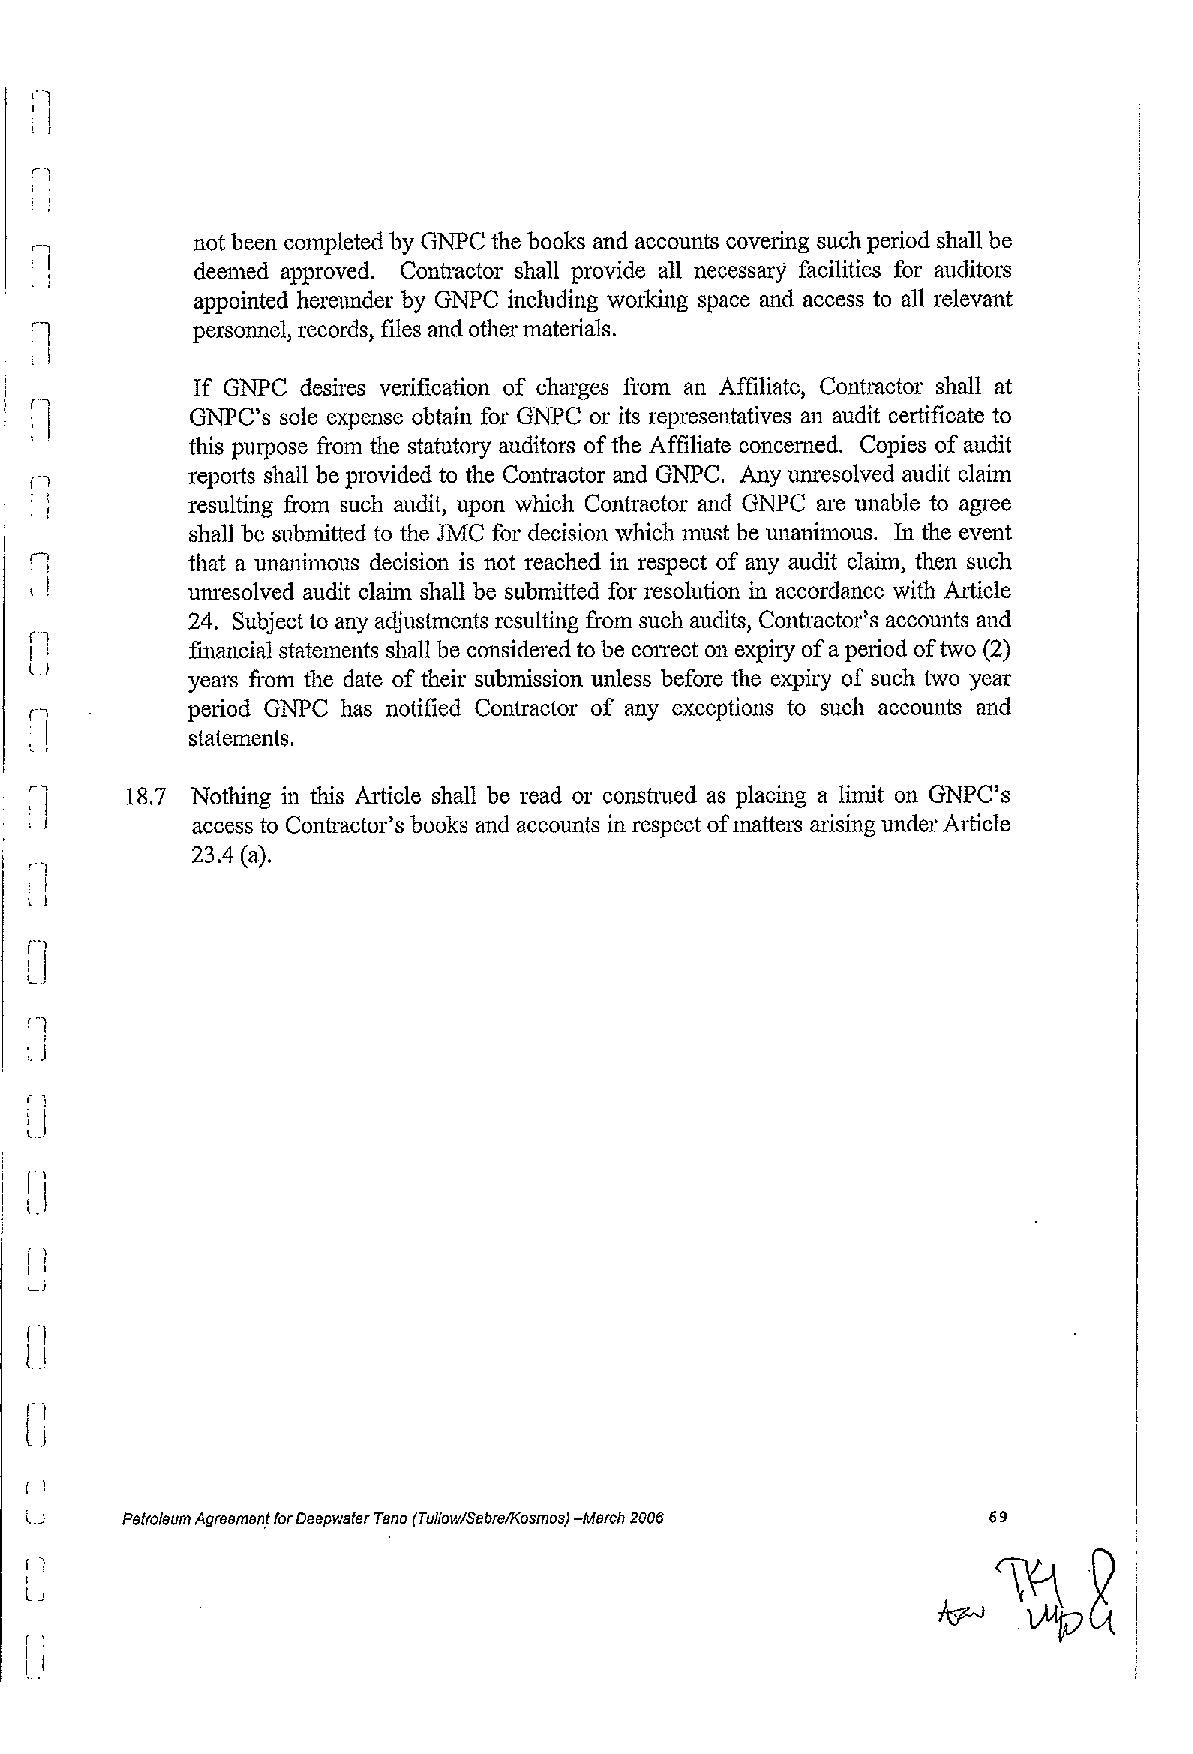 not been completed by GNPC the books and accounts covering such period shall be
deemed approved. Contractor shall provide all necessary facilities for auditors
appointed hereunder by GNPC including working space and access to all relevant
personnel, records, files and other materials.
If GNPC desires verification of charges from an Affiliate, Contractor shall at
GNPC's sole expense obtain for GNPC or its representatives an audit certificate to
this purpose from the statutory auditors of the Affiliate concerned. Copies of audit
reports shall be provided to the Contractor and GNPC. Any unresolved audit claim
resulting from such audit, upon which Contractor and GNPC are unable to agree
shall be submitted to the JMC for decision which must be unanimous. In the event
that a unanimous decision is not reached in respect of any audit claim, then such
unresolved audit claim shall be submitted for resolution in accordance with Article
24. Subject to any adjustments resulting from such audits, Contractor's accounts and
financial statements shall be considered to be correct on expiry of a period of two (2)
years from the date of their submission unless before the expiry of such two year
period GNPC has notified Contractor of any exceptions to such accounts and
statements.
18.7 Nothing in this Article shall be read or construed as placing a limit on GNPC's
access to Contractor's books and accounts in respect of matters arising under Article
23.4 (a).
Petroleum Agreement for Deepwater Tano (Tullow/Sabre/Kosmos) –March 2006 69